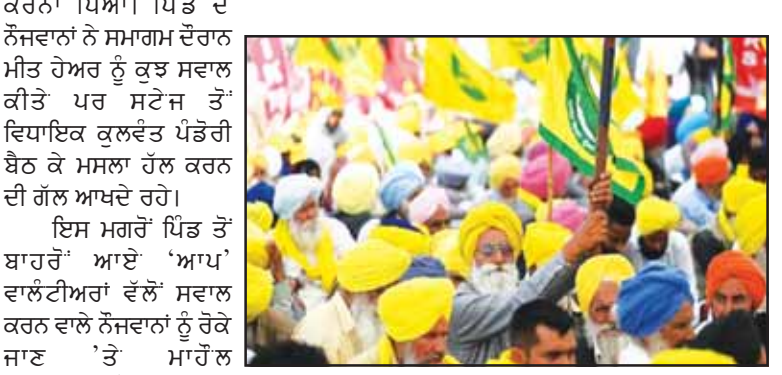 ਕਰਨਾ ਪਿਆ। ਪਿੰਡ ਦੇ
ਨੌਜਵਾਨਾਂ ਨੇ ਸਮਾਗਮ ਦੌਰਾਨ
ਮੀਤ ਹੇਅਰ ਨੂੰ ਕੁਝ ਸਵਾਲ
ਕੀਤੇ ਪਰ ਸਟੇਜ ਤੋਂ
ਵਿਧਾਇਕ ਕੁਲਵੰਤ ਪੰਡੋਰੀ
ਬੈਠ ਕੇ ਮਸਲਾ ਹੱਲ ਕਰਨ
ਦੀ ਗੱਲ ਆਖਦੇ ਰਹੇ।
ਇਸ ਮਗਰੋਂ ਪਿੰਡ ਤੋਂ
ਬਾਹਰੋਂ ਆਏ ‘ਆਪ’
ਵਾਲੰਟੀਅਰਾਂ ਵੱਲੋਂ ਸਵਾਲ
ਕਰਨ ਵਾਲੇ ਨੌਜਵਾਨਾਂ ਨੂੰ ਰੋਕੇ
ਜਾਣ ’ਤੇ ਮਾਹੌਲ